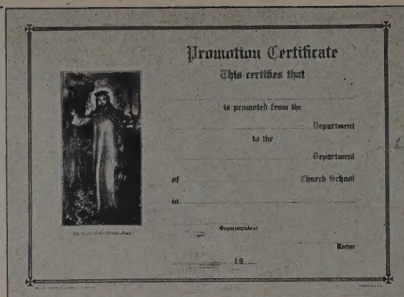 Promotion Certificate
This certifies that
is promoted from the
Department
to the
Department
of Church School
in
Superintendent
Rector
19